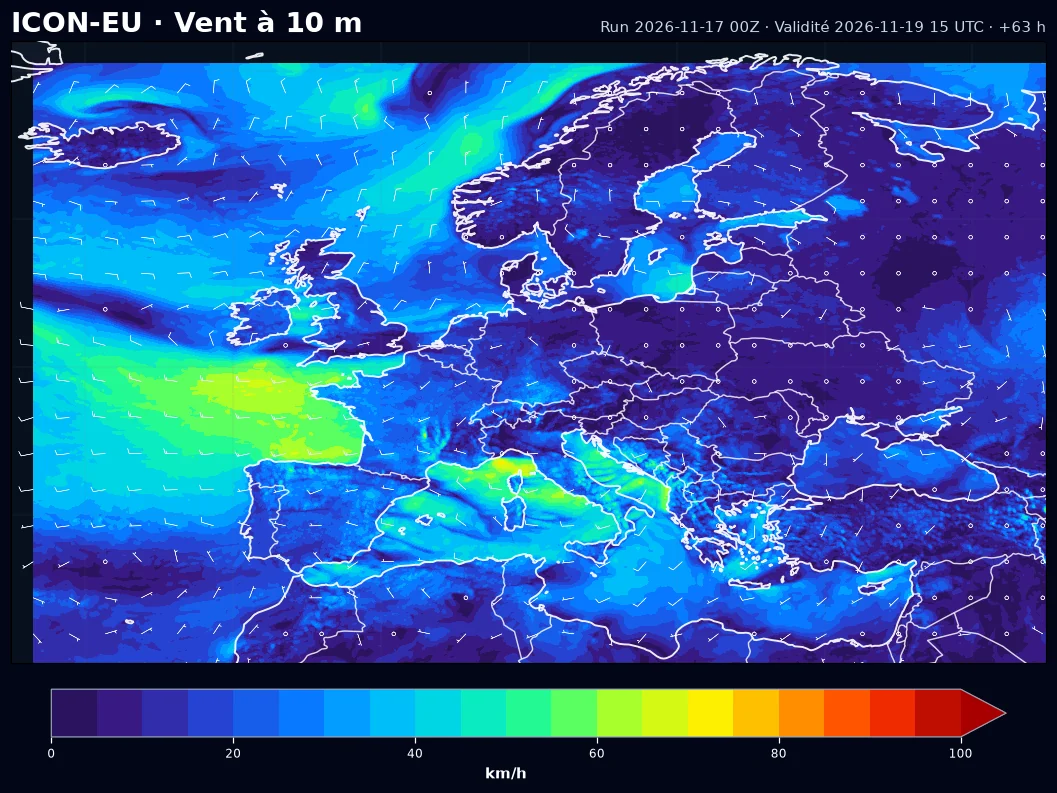 ICON-EU · Vent à 10 m
Run 2026-11-17 00Z · Validité 2026-11-19 15 UTC · +63 h
0 20 40 60 80 100
km/h